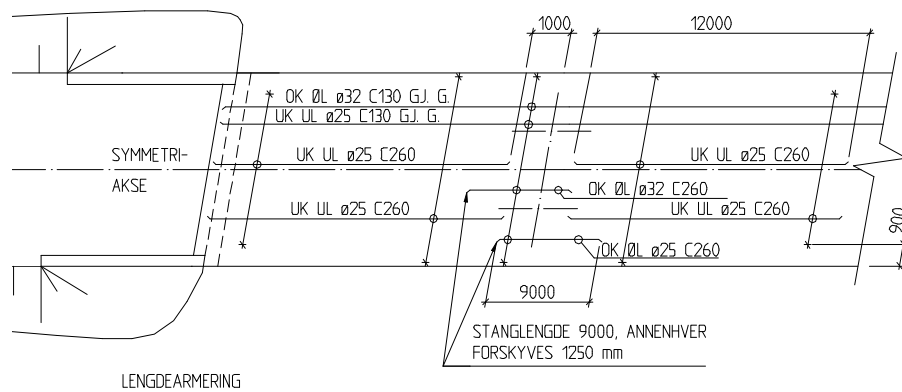 1000 12000
OK ØL ø32 C130 GJ. G.
UK UL ø25 C130 GJ. G.
SYMMETRI- UK UL ø25 C260 UK UL ø25 C260
AKSE
OK ØL ø32 C260
UK UL ø25 C260 UK UL ø25 C260
900
OK ØL ø25 C260
9000
STANGLENGDE 9000, ANNENHVER
FORSKYVES 1250 mm
LENGDEARMERING